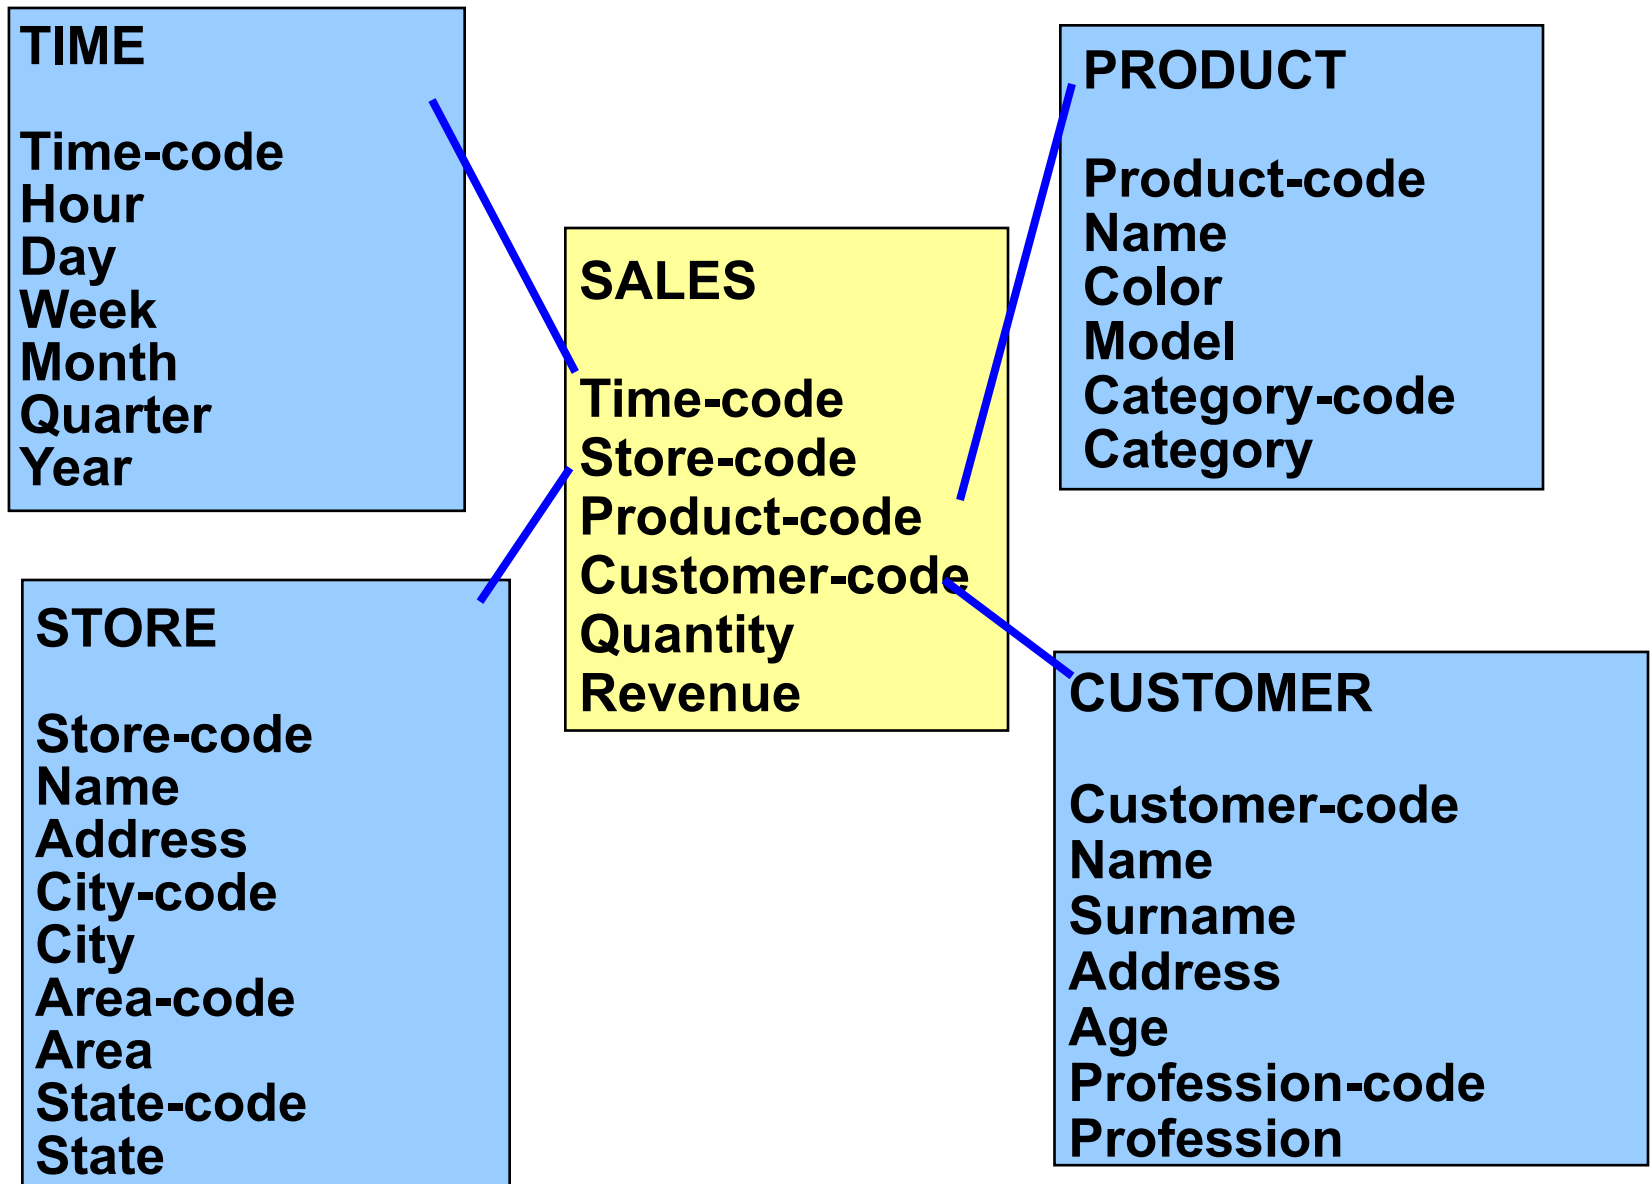 TIME
Time-code
Hour
Day
Week
Month
Quarter
Year
STORE
Store-code
Name
Address
City-code
City
Area-code
Area
State-code
State
SALES
Time-code
Store-code
Product-code
Customer-code
Quantity
Revenue
PRODUCT
Product-code
Name
Color
Model
Category-code
Category
CUSTOMER
Customer-code
Name
Surname
Address
Age
Profession-code
Profession